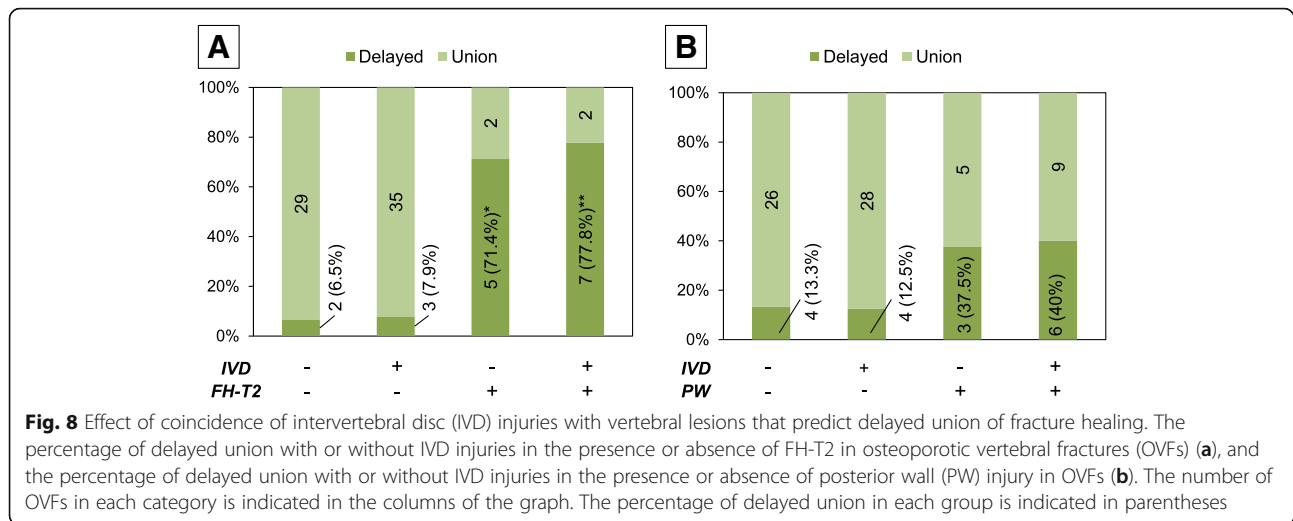 A
B
Delayed Union
Delayed Union
100%
80%
60%
40%
20%
0%
29
2 (6.5%)
35
3 (7.9%)
2
5 (71.4%)*
2
7 (77.8%)**
IVD - + - +
FH-T2 - - + +
100%
80%
60%
40%
20%
0%
26
4 (13.3%)
28
4 (12.5%)
5
3 (37.5%)
9
6 (40%)
IVD - + - +
PW - - + +
Fig. 8 Effect of coincidence of intervertebral disc (IVD) injuries with vertebral lesions that predict delayed union of fracture healing. The
percentage of delayed union with or without IVD injuries in the presence or absence of FH-T2 in osteoporotic vertebral fractures (OVFs) (a), and
the percentage of delayed union with or without IVD injuries in the presence or absence of posterior wall (PW) injury in OVFs (b). The number of
OVFs in each category is indicated in the columns of the graph. The percentage of delayed union in each group is indicated in parentheses